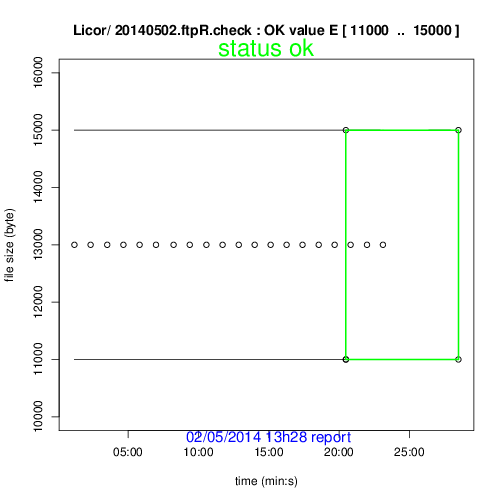 Licor/ 20140502.ftpR.check : OK value E [ 11000 .. 15000 ]
status ok
16000
15000
14000
13000
12000
11000
10000
file size (byte)
02/05/2014 13h28 report
05:00 10:00 15:00 20:00 25:00
time (min:s)